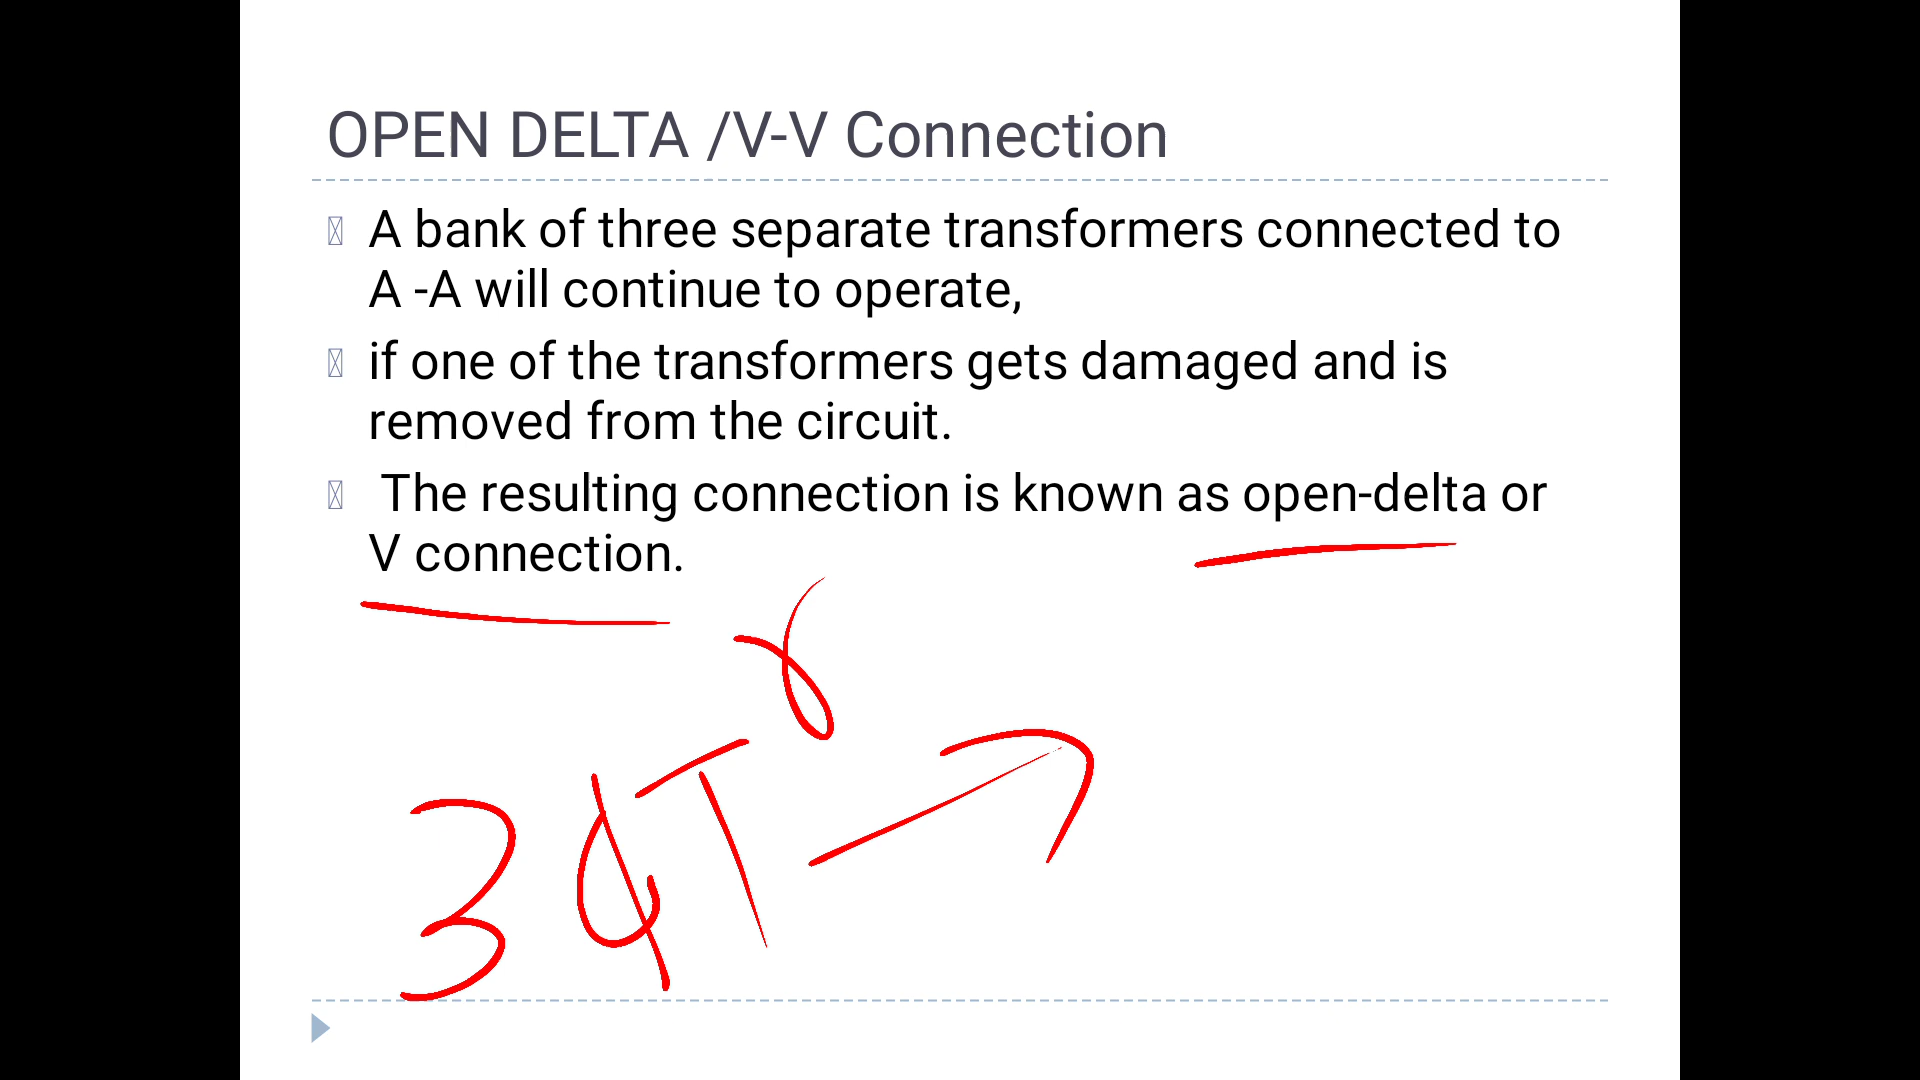 OPEN DELTA /V-V Connection
A bank of three separate transformers connected to
A -A will continue to operate,
if one of the transformers gets damaged and is
removed from the circuit.
The resulting connection is known as open-delta or
V connection.
3 ϕ T